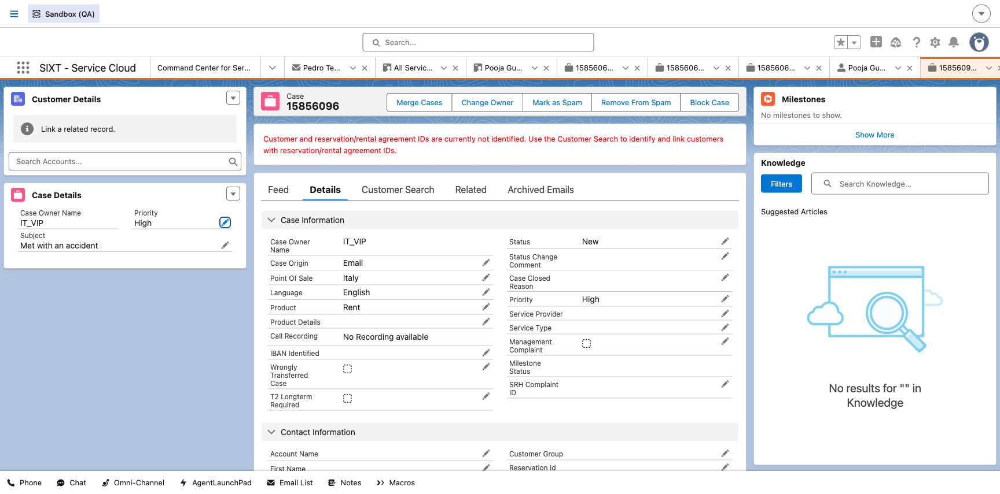 Sandbox (QA)
Search...
SIXT - Service Cloud
Command Center for Ser...
Pedro Te...
All Servic...
Pooja Gu...
1585606...
1585606...
1585606...
Pooja Gu...
1585609...
Customer Details
Link a related record.
Search Accounts...
Case Details
Case Owner Name
IT_VIP
Priority
High
Subject
Met with an accident
Case
15856096
Merge Cases
Change Owner
Mark as Spam
Remove From Spam
Block Case
Customer and reservation/rental agreement IDs are currently not identified. Use the Customer Search to identify and link customers
with reservation/rental agreement IDs.
Feed
Details
Customer Search
Related
Archived Emails
Case Information
Case Owner
Name
IT_VIP
Case Origin
Email
Point Of Sale
Italy
Language
English
Product
Rent
Product Details
Call Recording
No Recording available
IBAN Identified
Wrongly
Transferred
Case
T2 Longterm
Required
Status
New
Status Change
Comment
Case Closed
Reason
Priority
High
Service Provider
Service Type
Management
Complaint
Milestone
Status
SRH Complaint
ID
Contact Information
Account Name
First Name
Customer Group
Reservation Id
Milestones
No milestones to show.
Show More
Knowledge
Filters
Search Knowledge...
Suggested Articles
No results for "" in
Knowledge
Phone
Chat
Omni-Channel
AgentLaunchPad
Email List
Notes
Macros